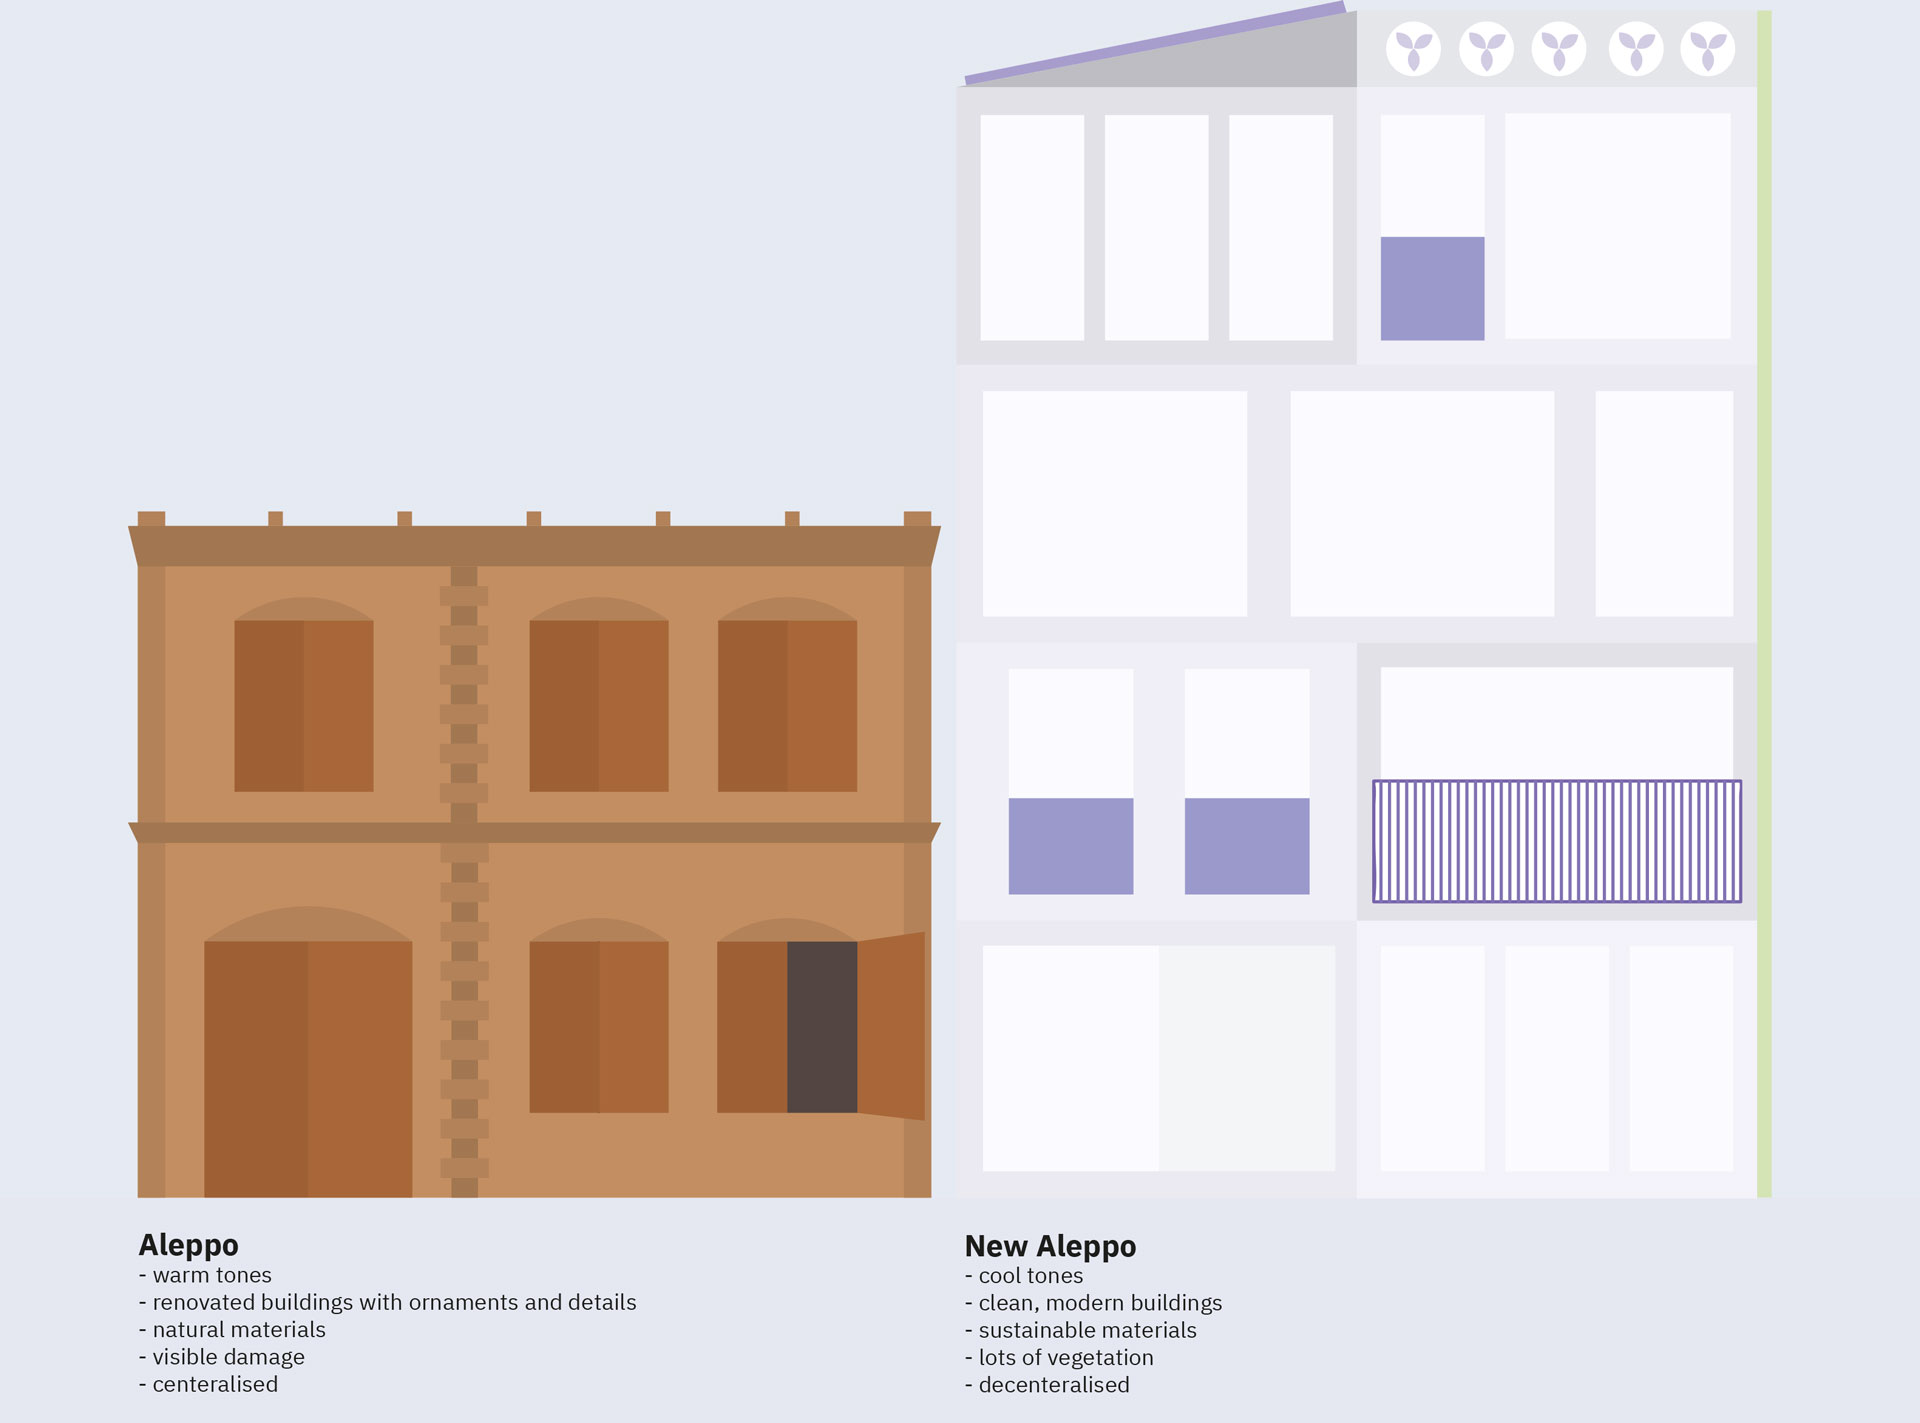 Aleppo
- warm tones
- renovated buildings with ornaments and details
- natural materials
- visible damage
- centeralised
New Aleppo
- cool tones
- clean, modern buildings
- sustainable materials
- lots of vegetation
- decenteralised